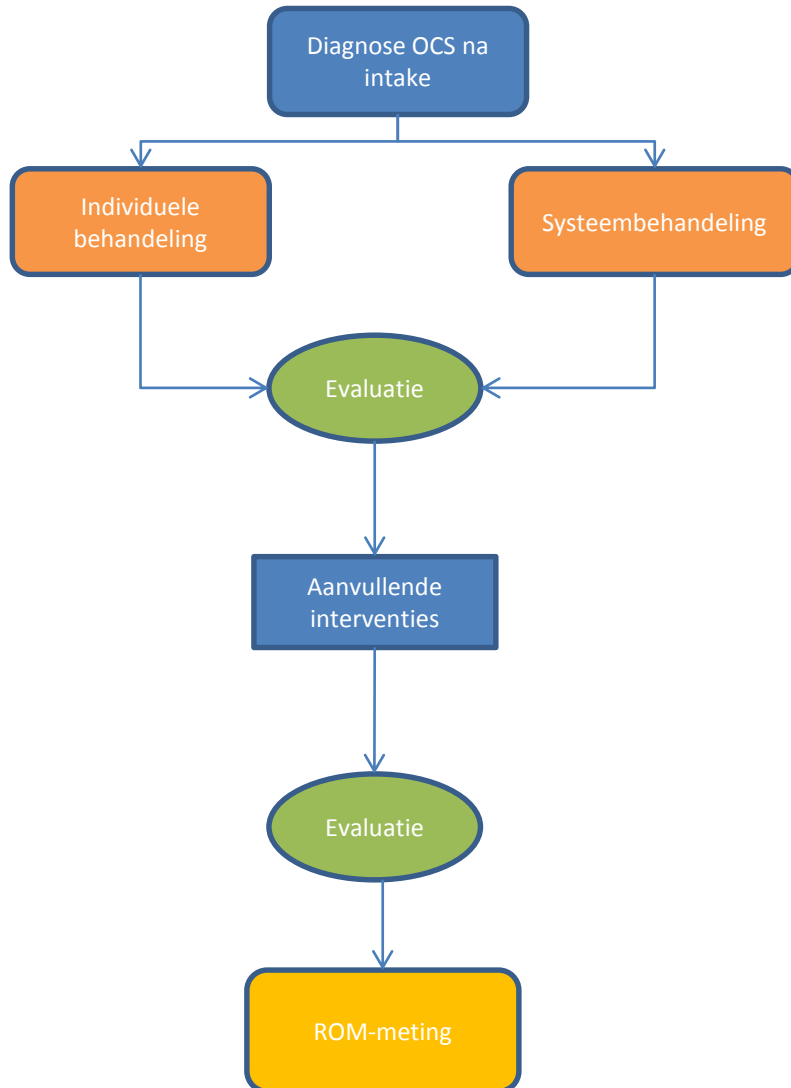 Diagnose OCS na
intake
Individuele
behandeling
Systeembehandeling
Evaluatie
Aanvullende
interventies
Evaluatie
ROM-meting